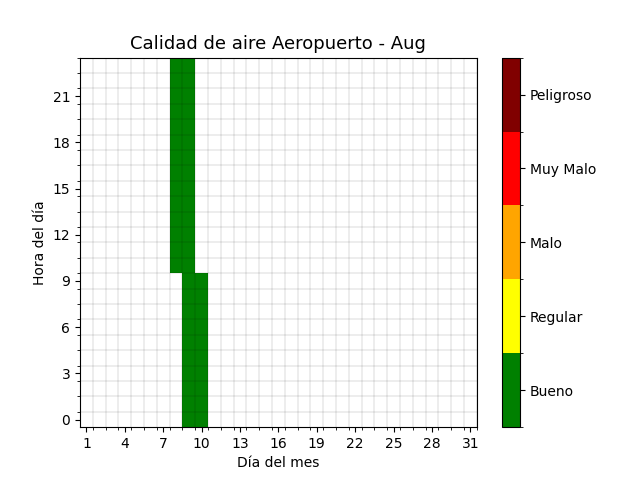 Calidad de aire Aeropuerto - Aug
Hora del día
21
18
15
12
9
6
3
0
1 4 7 10 13 16 19 22 25 28 31
Día del mes
Peligroso
Muy Malo
Malo
Regular
Bueno